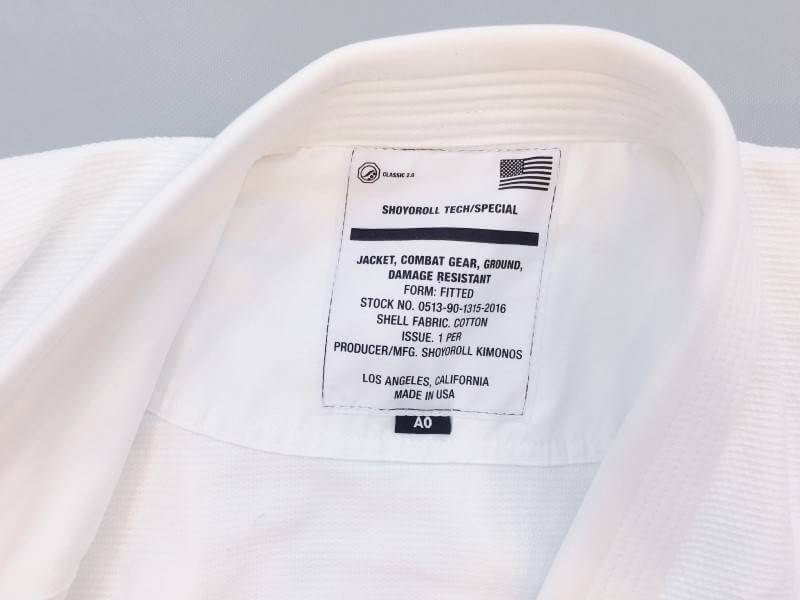 CLASSIC 2.0
SHOYOROLL TECH/SPECIAL
JACKET, COMBAT GEAR, GROUND,
DAMAGE RESISTANT
FORM: FITTED
STOCK NO. 0513-90-1315-2016
SHELL FABRIC. COTTON
ISSUE. 1 PER
PRODUCER/MFG. SHOYOROLL KIMONOS
LOS ANGELES, CALIFORNIA
MADE IN USA
A0